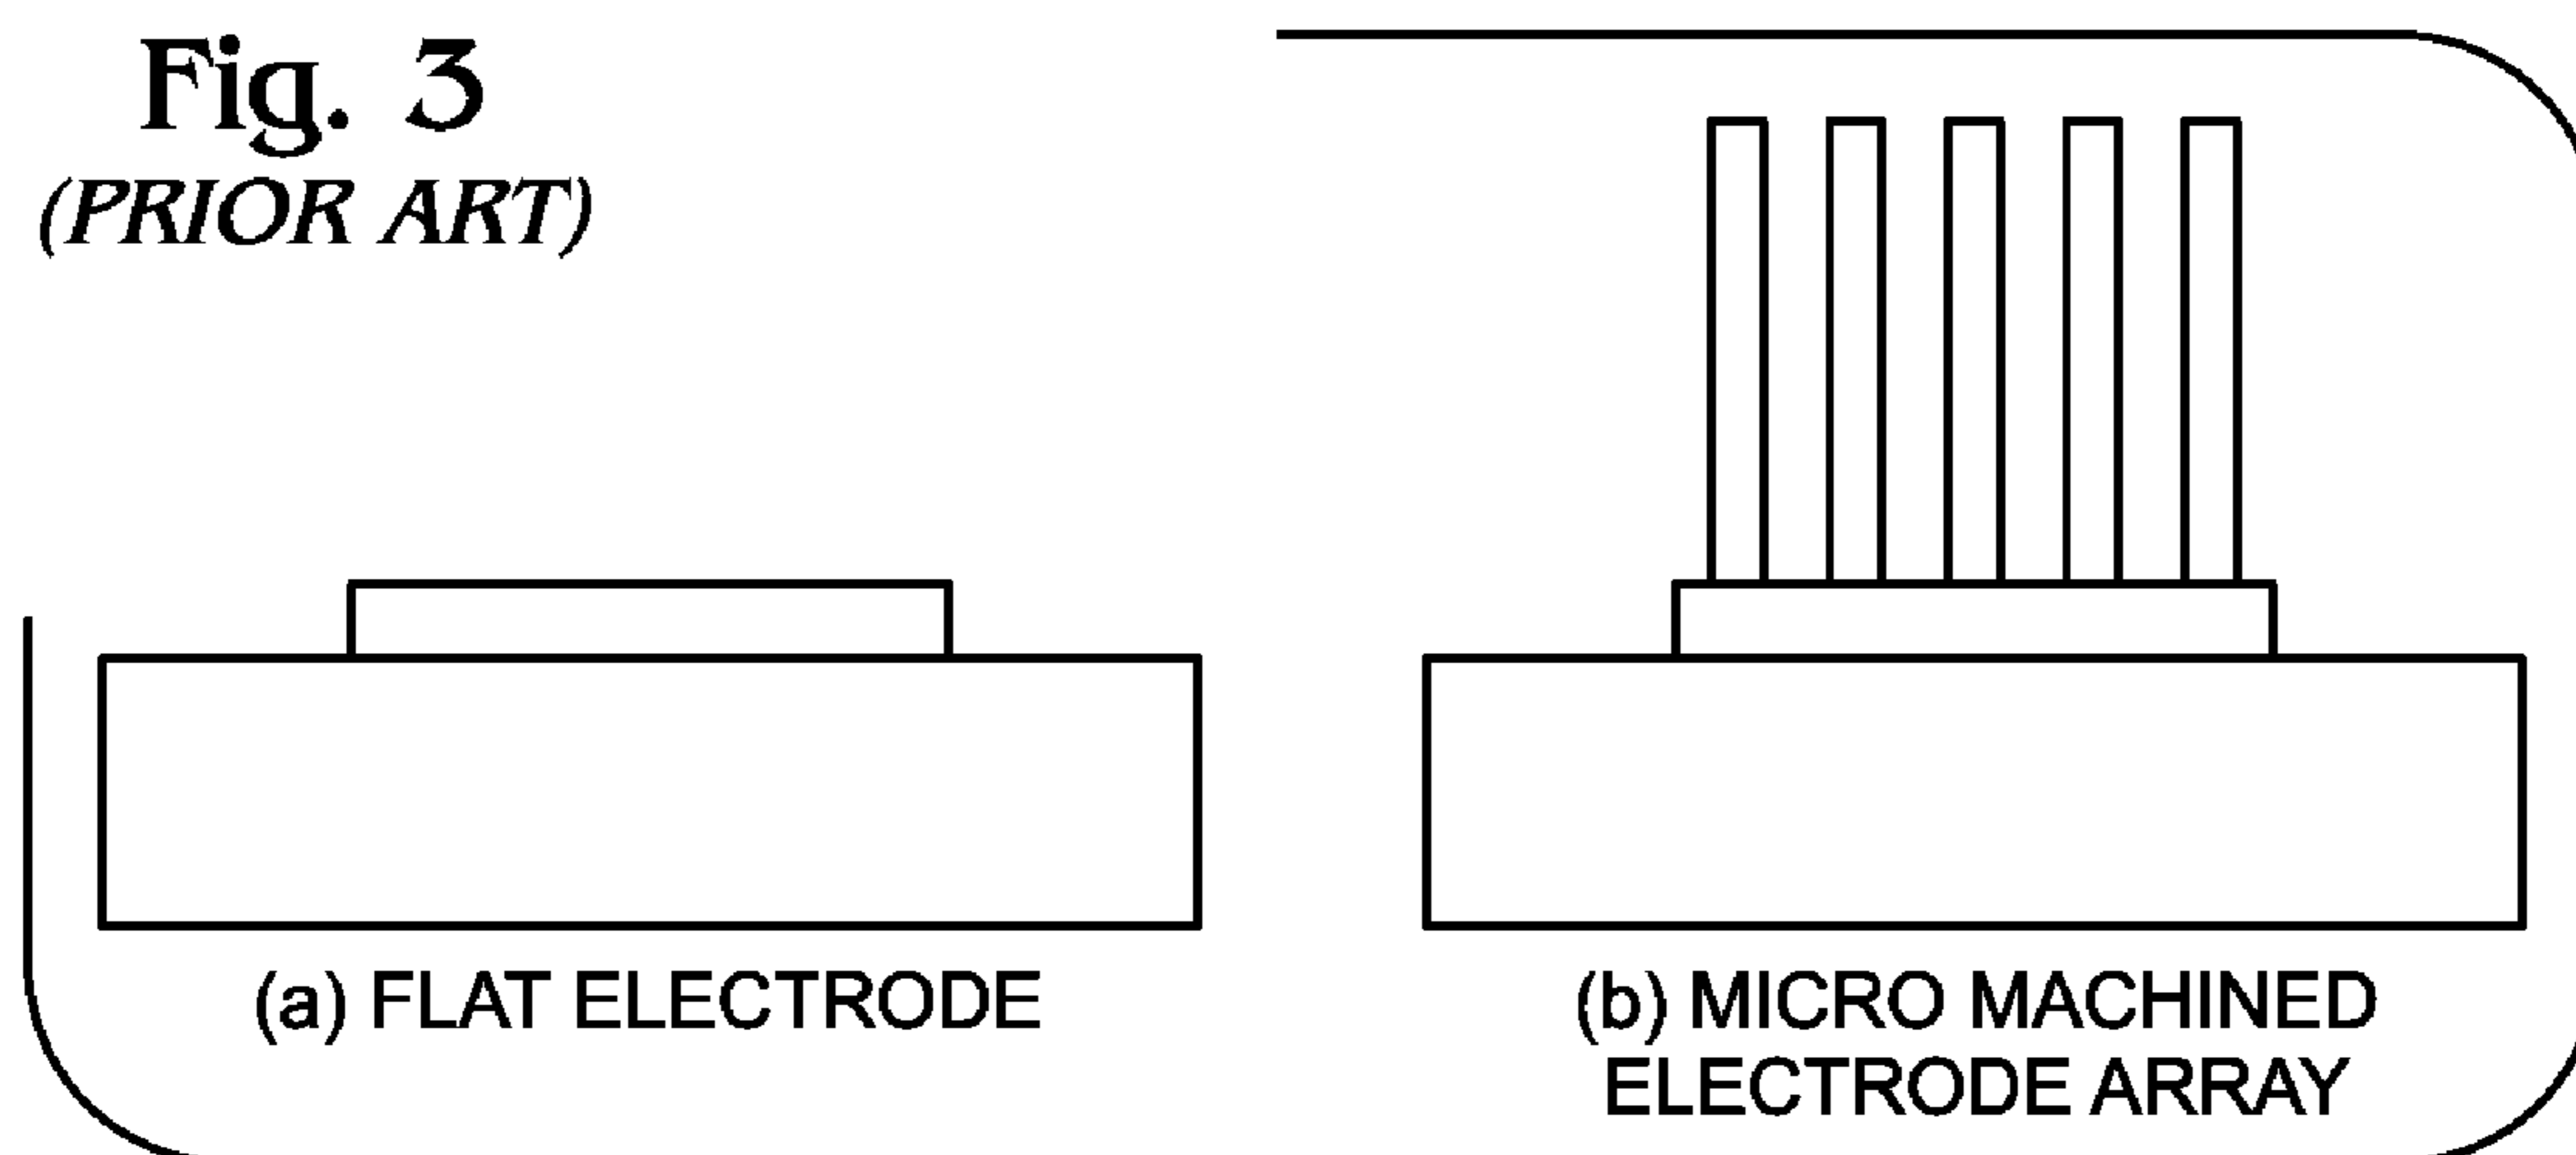 Fig. 3
(PRIOR ART)
(a) FLAT ELECTRODE
(b) MICRO MACHINED
ELECTRODE ARRAY